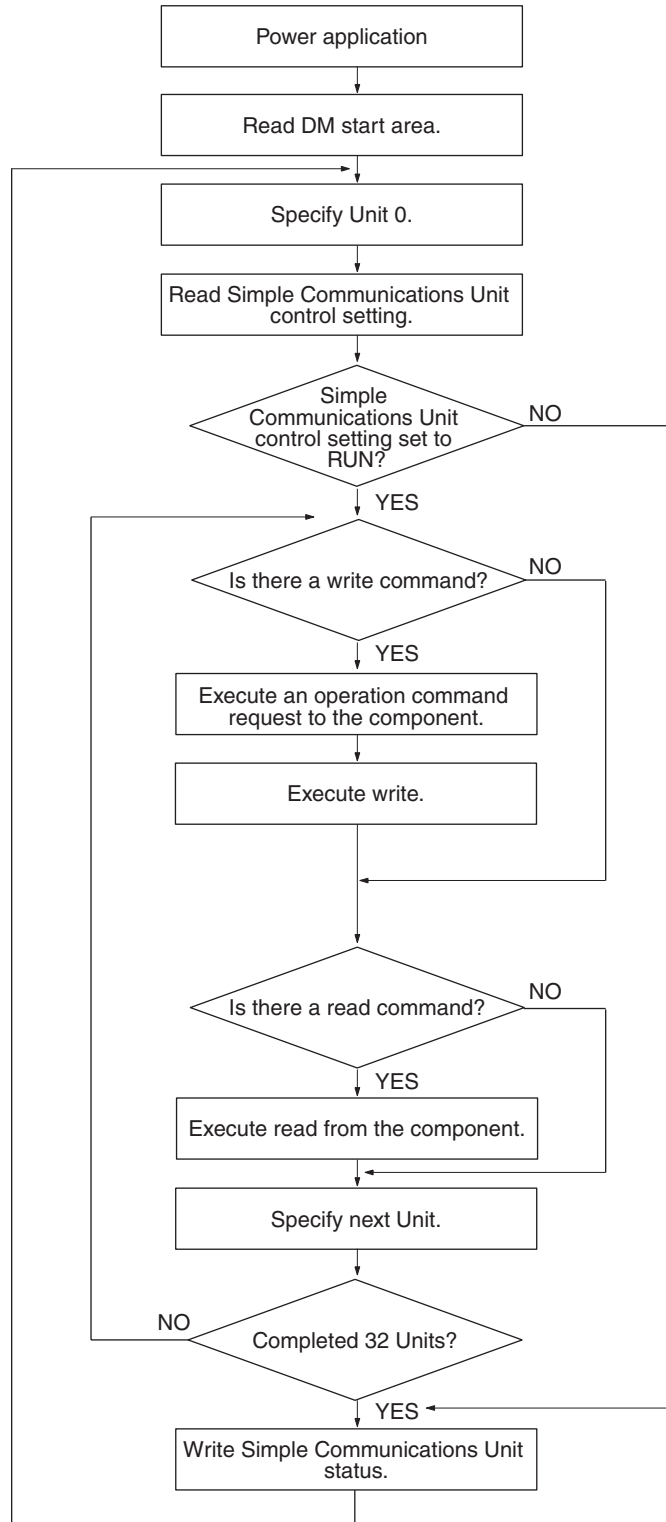 Power application
Read DM start area.
Specify Unit 0.
Read Simple Communications Unit
control setting.
Simple
Communications Unit
control setting set to
RUN?
NO
YES
Is there a write command?
NO
YES
Execute an operation command
request to the component.
Execute write.
Is there a read command?
NO
YES
Execute read from the component.
Specify next Unit.
NO
Completed 32 Units?
YES
Write Simple Communications Unit
status.